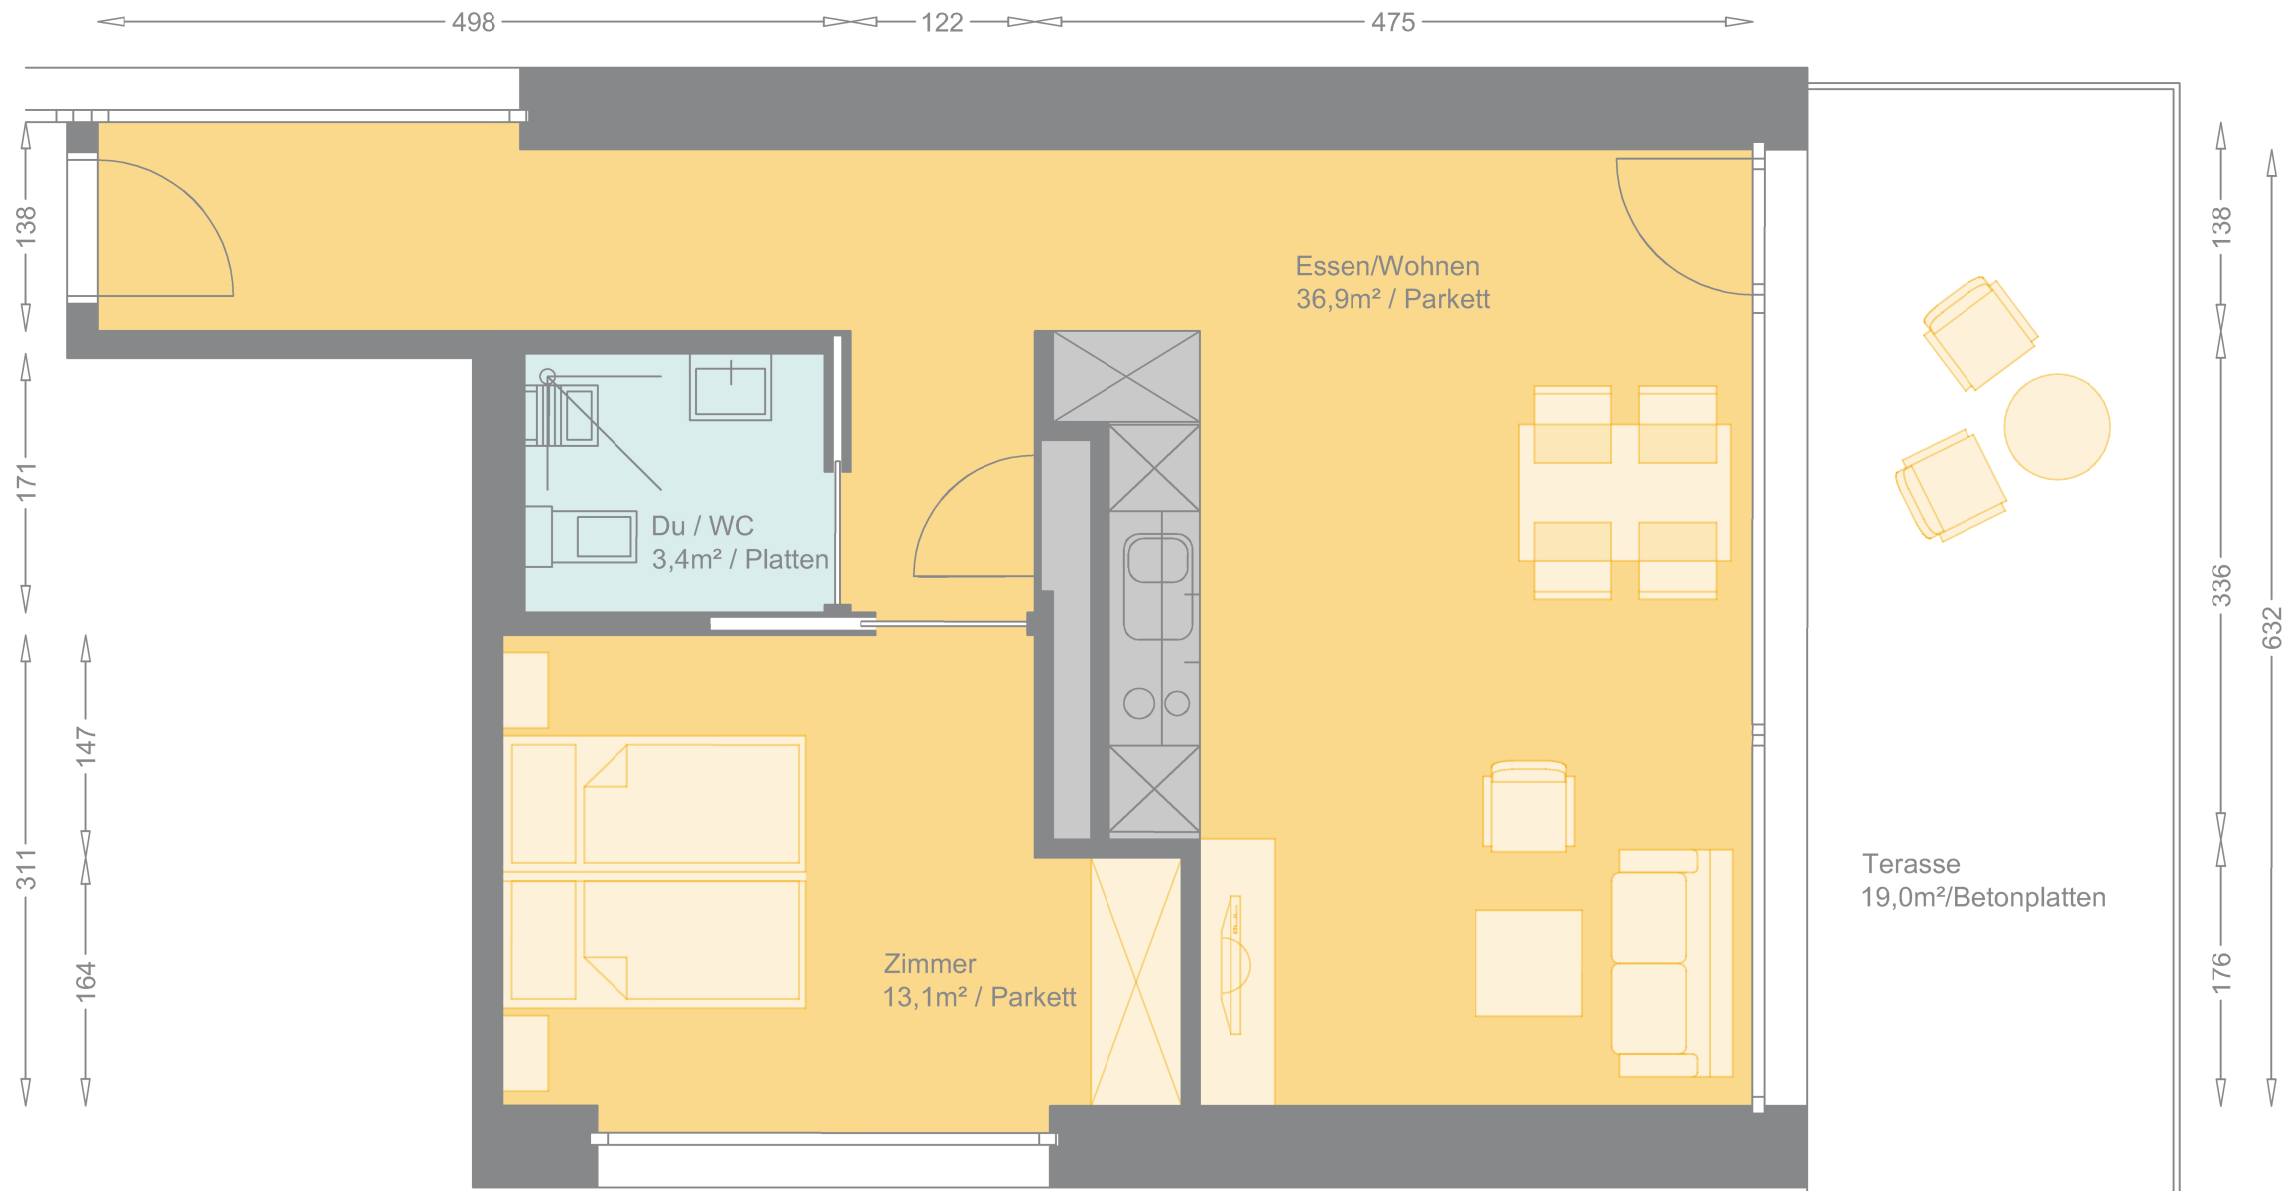 498
122
475
138
138
Essen/Wohnen
36,9m² / Parkett
171
Du / WC
3,4m² / Platten
336
632
147
311
164
Terasse
19,0m²/Betonplatten
Zimmer
13,1m² / Parkett
176